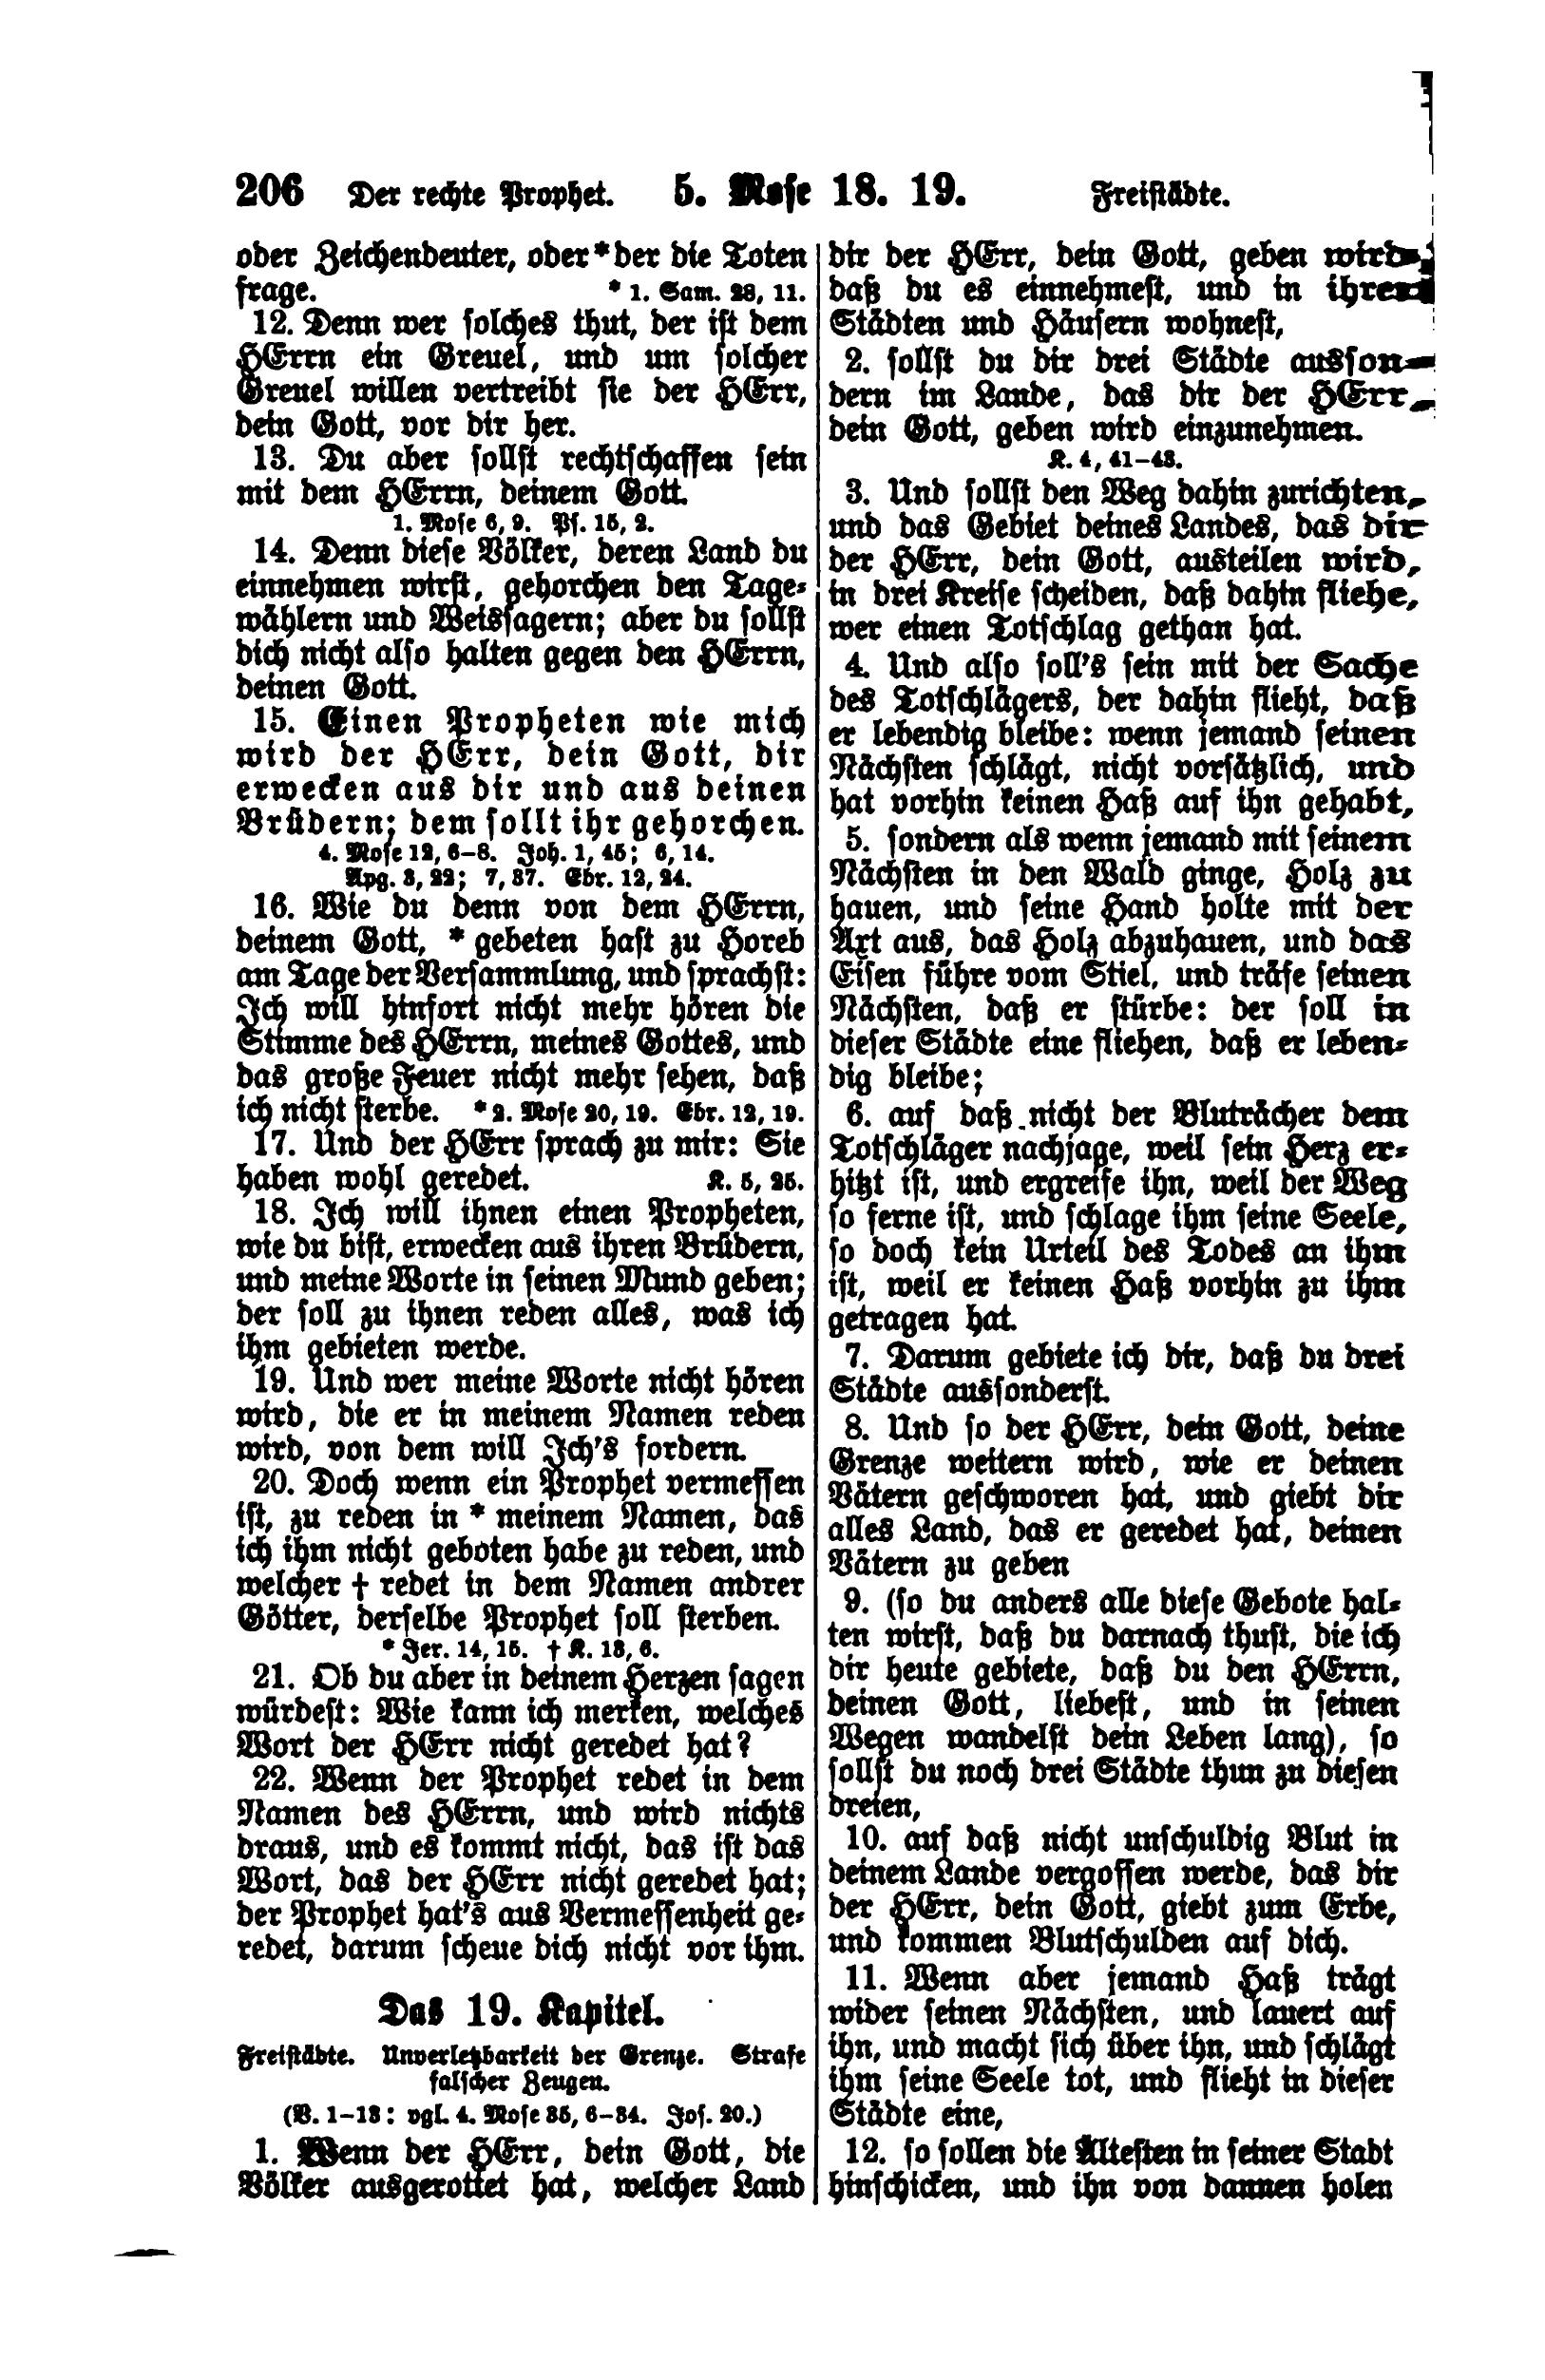 206 Der rechte Prophet. 5. Mose 18. 19. Freistädte.
oder Zeichendeuter, oder * der die Toten
frage. * 1. Sam. 28, 11.
12. Denn wer solches thut, der ist dem
HErrn ein Greuel, und um solcher
Greuel willen vertreibt sie der HErr,
dein Gott, vor dir her.
13. Du aber sollst rechtschaffen sein
mit dem HErrn, deinem Gott.
1. Mose 6, 9. Ps. 15, 2.
14. Denn diese Völker, deren Land du
einnehmen wirst, gehorchen den Tage-
wählern und Weissagern; aber du sollst
dich nicht also halten gegen den HErrn,
deinen Gott.
15. Einen Propheten wie mich
wird der HErr, dein Gott, dir
erwecken aus dir und aus deinen
Brüdern; dem sollt ihr gehorchen.
4. Mose 12, 6–8. Joh. 1, 45; 6, 14.
Apg. 3, 22; 7, 37. Ebr. 12, 24.
16. Wie du denn von dem HErrn,
deinem Gott, * gebeten hast zu Horeb
am Tage der Versammlung, und sprachst:
Ich will hinfort nicht mehr hören die
Stimme des HErrn, meines Gottes, und
das große Feuer nicht mehr sehen, daß
ich nicht sterbe. * 2. Mose 20, 19. Ebr. 12, 19.
17. Und der HErr sprach zu mir: Sie
haben wohl geredet. K. 5, 25.
18. Ich will ihnen einen Propheten,
wie du bist, erwecken aus ihren Brüdern,
und meine Worte in seinen Mund geben;
der soll zu ihnen reden alles, was ich
ihm gebieten werde.
19. Und wer meine Worte nicht hören
wird, die er in meinem Namen reden
wird, von dem will Ich's fordern.
20. Doch wenn ein Prophet vermessen
ist, zu reden in * meinem Namen, das
ich ihm nicht geboten habe zu reden, und
welcher † redet in dem Namen andrer
Götter, derselbe Prophet soll sterben.
* Jer. 14, 15. † K. 13, 6.
21. Ob du aber in deinem Herzen sagen
würdest: Wie kann ich merken, welches
Wort der HErr nicht geredet hat?
22. Wenn der Prophet redet in dem
Namen des HErrn, und wird nichts
draus, und es kommt nicht, das ist das
Wort, das der HErr nicht geredet hat;
der Prophet hat's aus Vermessenheit ge-
redet, darum scheue dich nicht vor ihm.
Das 19. Kapitel.
Freistädte. Unverletzbarkeit der Grenze. Strafe
falscher Zeugen.
(V. 1–13: vgl. 4. Mose 35, 6–34. Jos. 20.)
1. Wenn der HErr, dein Gott, die
Völker ausgerottet hat, welcher Land
dir der HErr, dein Gott, geben wird,
daß du es einnehmest, und in ihren
Städten und Häusern wohnest,
2. sollst du dir drei Städte ausson-
dern im Lande, das dir der HErr,
dein Gott, geben wird einzunehmen.
K. 4, 41–43.
3. Und sollst den Weg dahin zurichten,
und das Gebiet deines Landes, das dir
der HErr, dein Gott, austeilen wird,
in drei Kreise scheiden, daß dahin fliehe,
wer einen Totschlag gethan hat.
4. Und also soll's sein mit der Sache
des Totschlägers, der dahin flieht, daß
er lebendig bleibe: wenn jemand seinen
Nächsten schlägt, nicht vorsätzlich, und
hat vorhin keinen Haß auf ihn gehabt,
5. sondern als wenn jemand mit seinem
Nächsten in den Wald ginge, Holz zu
hauen, und seine Hand holte mit der
Axt aus, das Holz abzuhauen, und das
Eisen führe vom Stiel, und träfe seinen
Nächsten, daß er stürbe: der soll in
dieser Städte eine fliehen, daß er leben-
dig bleibe;
6. auf daß nicht der Bluträcher dem
Totschläger nachjage, weil sein Herz er-
hitzt ist, und ergreife ihn, weil der Weg
so ferne ist, und schlage ihm seine Seele,
so doch kein Urteil des Todes an ihm
ist, weil er keinen Haß vorhin zu ihm
getragen hat.
7. Darum gebiete ich dir, daß du drei
Städte aussonderst.
8. Und so der HErr, dein Gott, deine
Grenze weitern wird, wie er deinen
Vätern geschworen hat, und giebt dir
alles Land, das er geredet hat, deinen
Vätern zu geben
9. (so du anders alle diese Gebote hal-
ten wirst, daß du darnach thust, die ich
dir heute gebiete, daß du den HErrn,
deinen Gott, liebest, und in seinen
Wegen wandelst dein Leben lang), so
sollst du noch drei Städte thun zu diesen
dreien,
10. auf daß nicht unschuldig Blut in
deinem Lande vergossen werde, das dir
der HErr, dein Gott, giebt zum Erbe,
und kommen Blutschulden auf dich.
11. Wenn aber jemand Haß trägt
wider seinen Nächsten, und lauert auf
ihn, und macht sich über ihn, und schlägt
ihm seine Seele tot, und flieht in dieser
Städte eine,
12. so sollen die Ältesten in seiner Stadt
hinschicken, und ihn von dannen holen